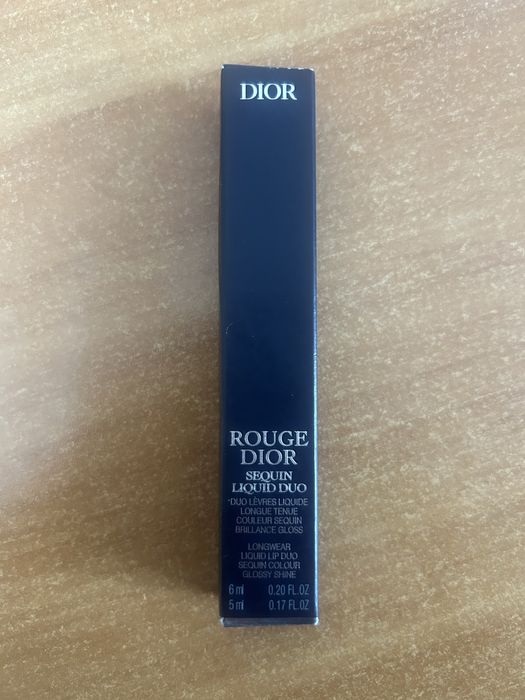 DIOR
ROUGE
DIOR
SEQUIN
LIQUID DUO
*DUO LÈVRES LIQUIDE
LONGUE TENUE
COULEUR SEQUIN
BRILLANCE GLOSS
LONGWEAR
LIQUID LIP DUO
SEQUIN COLOUR
GLOSSY SHINE
6 ml 0.20 FL.OZ
5 ml 0.17 FL.OZ